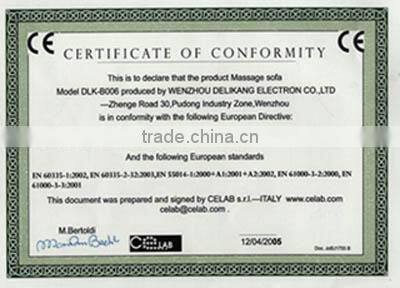 CE CE
CERTIFICATE OF CONFORMITY
This is to declare that the product Massage sofa
Model DLK-B006 produced by WENZHOU DELIKANG ELECTRON CO.,LTD
—Zhenge Road 30,Pudong Industry Zone,Wenzhou
is in conformity with the following European Directive:
trade.china.cn
And the following European standards
EN 60335-1:2002, EN 60335-2-32:2003,EN 55014-1:2000+A1:2001+A2:2002, EN 61000-3-2:2000, EN
61000-3-3:2001
This document was prepared and signed by CELAB s.r.l.—ITALY www.celab.com
celab@celab.com .
M.Bertoldi
CELAB
12/04/2005